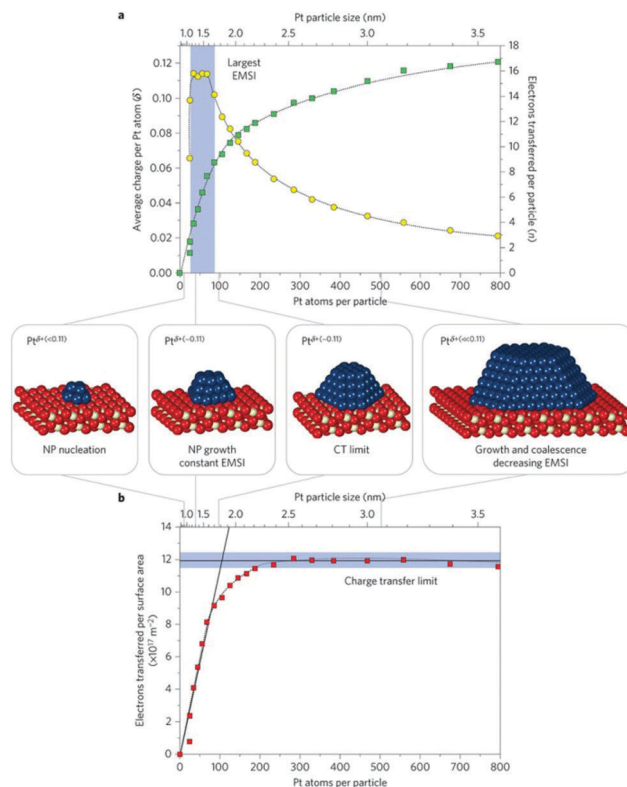 Pt particle size (nm)
a
1.0 1.5 2.0 2.5 3.0 3.5
Largest
EMSI
Average charge per Pt atom (δ̄)
0.12
0.10
0.08
0.06
0.04
0.02
0.00
18
16
14
12
10
8
6
4
2
0
Electrons transferred per particle (n)
0 100 200 300 400 500 600 700 800
Pt atoms per particle
Ptδ+(<0.11)
NP nucleation
Ptδ+(~0.11)
NP growth
constant EMSI
Ptδ+(~0.11)
CT limit
Ptδ+(≪0.11)
Growth and coalescence
decreasing EMSI
b
Pt particle size (nm)
1.0 1.5 2.0 2.5 3.0 3.5
Electrons transferred per surface area
(×10¹⁷ m⁻²)
14
12
10
8
6
4
2
0
Charge transfer limit
0 100 200 300 400 500 600 700 800
Pt atoms per particle